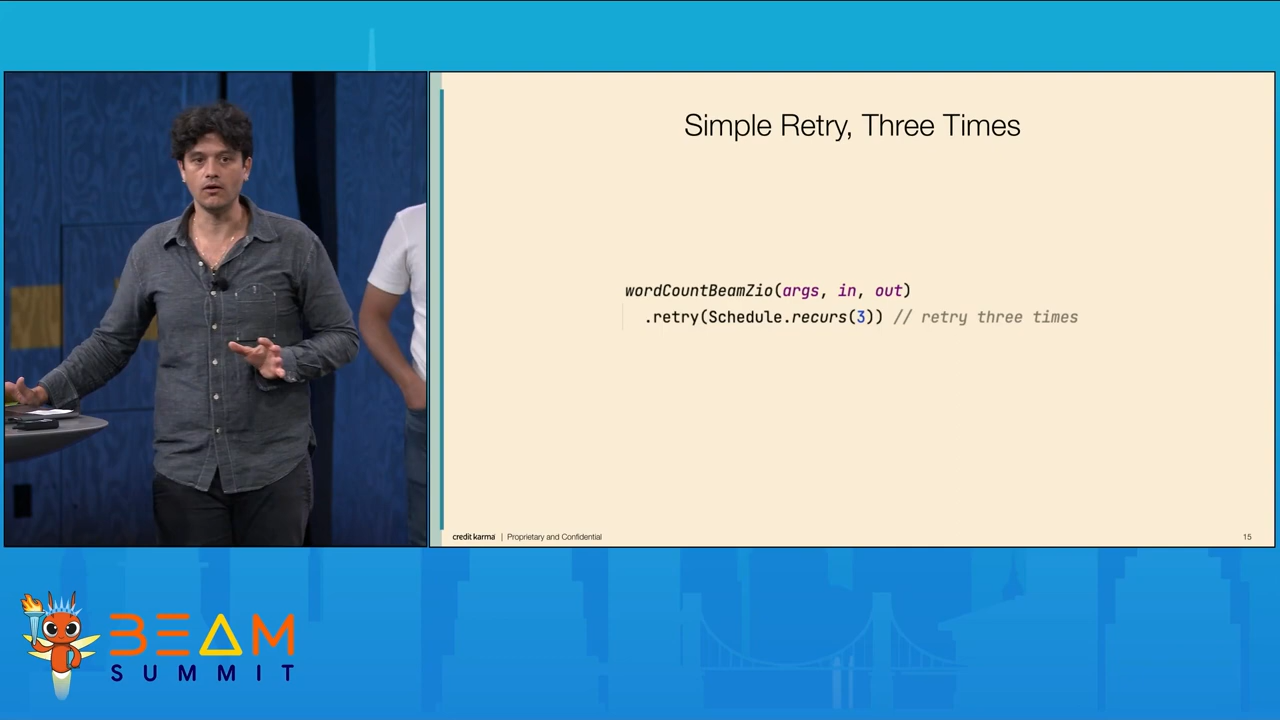 Simple Retry, Three Times
wordCountBeamZio(args, in, out)
.retry(Schedule.recurs(3)) // retry three times
credit karma | Proprietary and Confidential
15
BEAM
SUMMIT